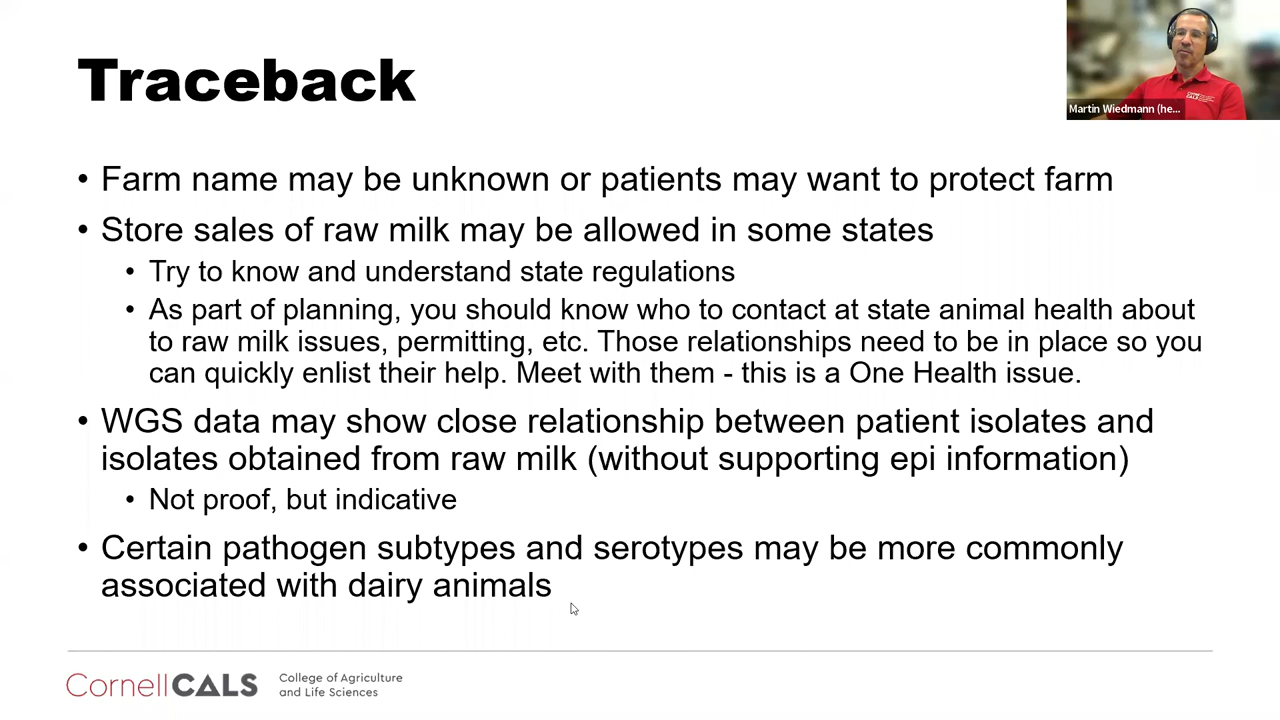 Traceback
Martin Wiedmann (he...
• Farm name may be unknown or patients may want to protect farm
• Store sales of raw milk may be allowed in some states
• Try to know and understand state regulations
• As part of planning, you should know who to contact at state animal health about
to raw milk issues, permitting, etc. Those relationships need to be in place so you
can quickly enlist their help. Meet with them - this is a One Health issue.
• WGS data may show close relationship between patient isolates and
isolates obtained from raw milk (without supporting epi information)
• Not proof, but indicative
• Certain pathogen subtypes and serotypes may be more commonly
associated with dairy animals
CornellCALS
College of Agriculture
and Life Sciences